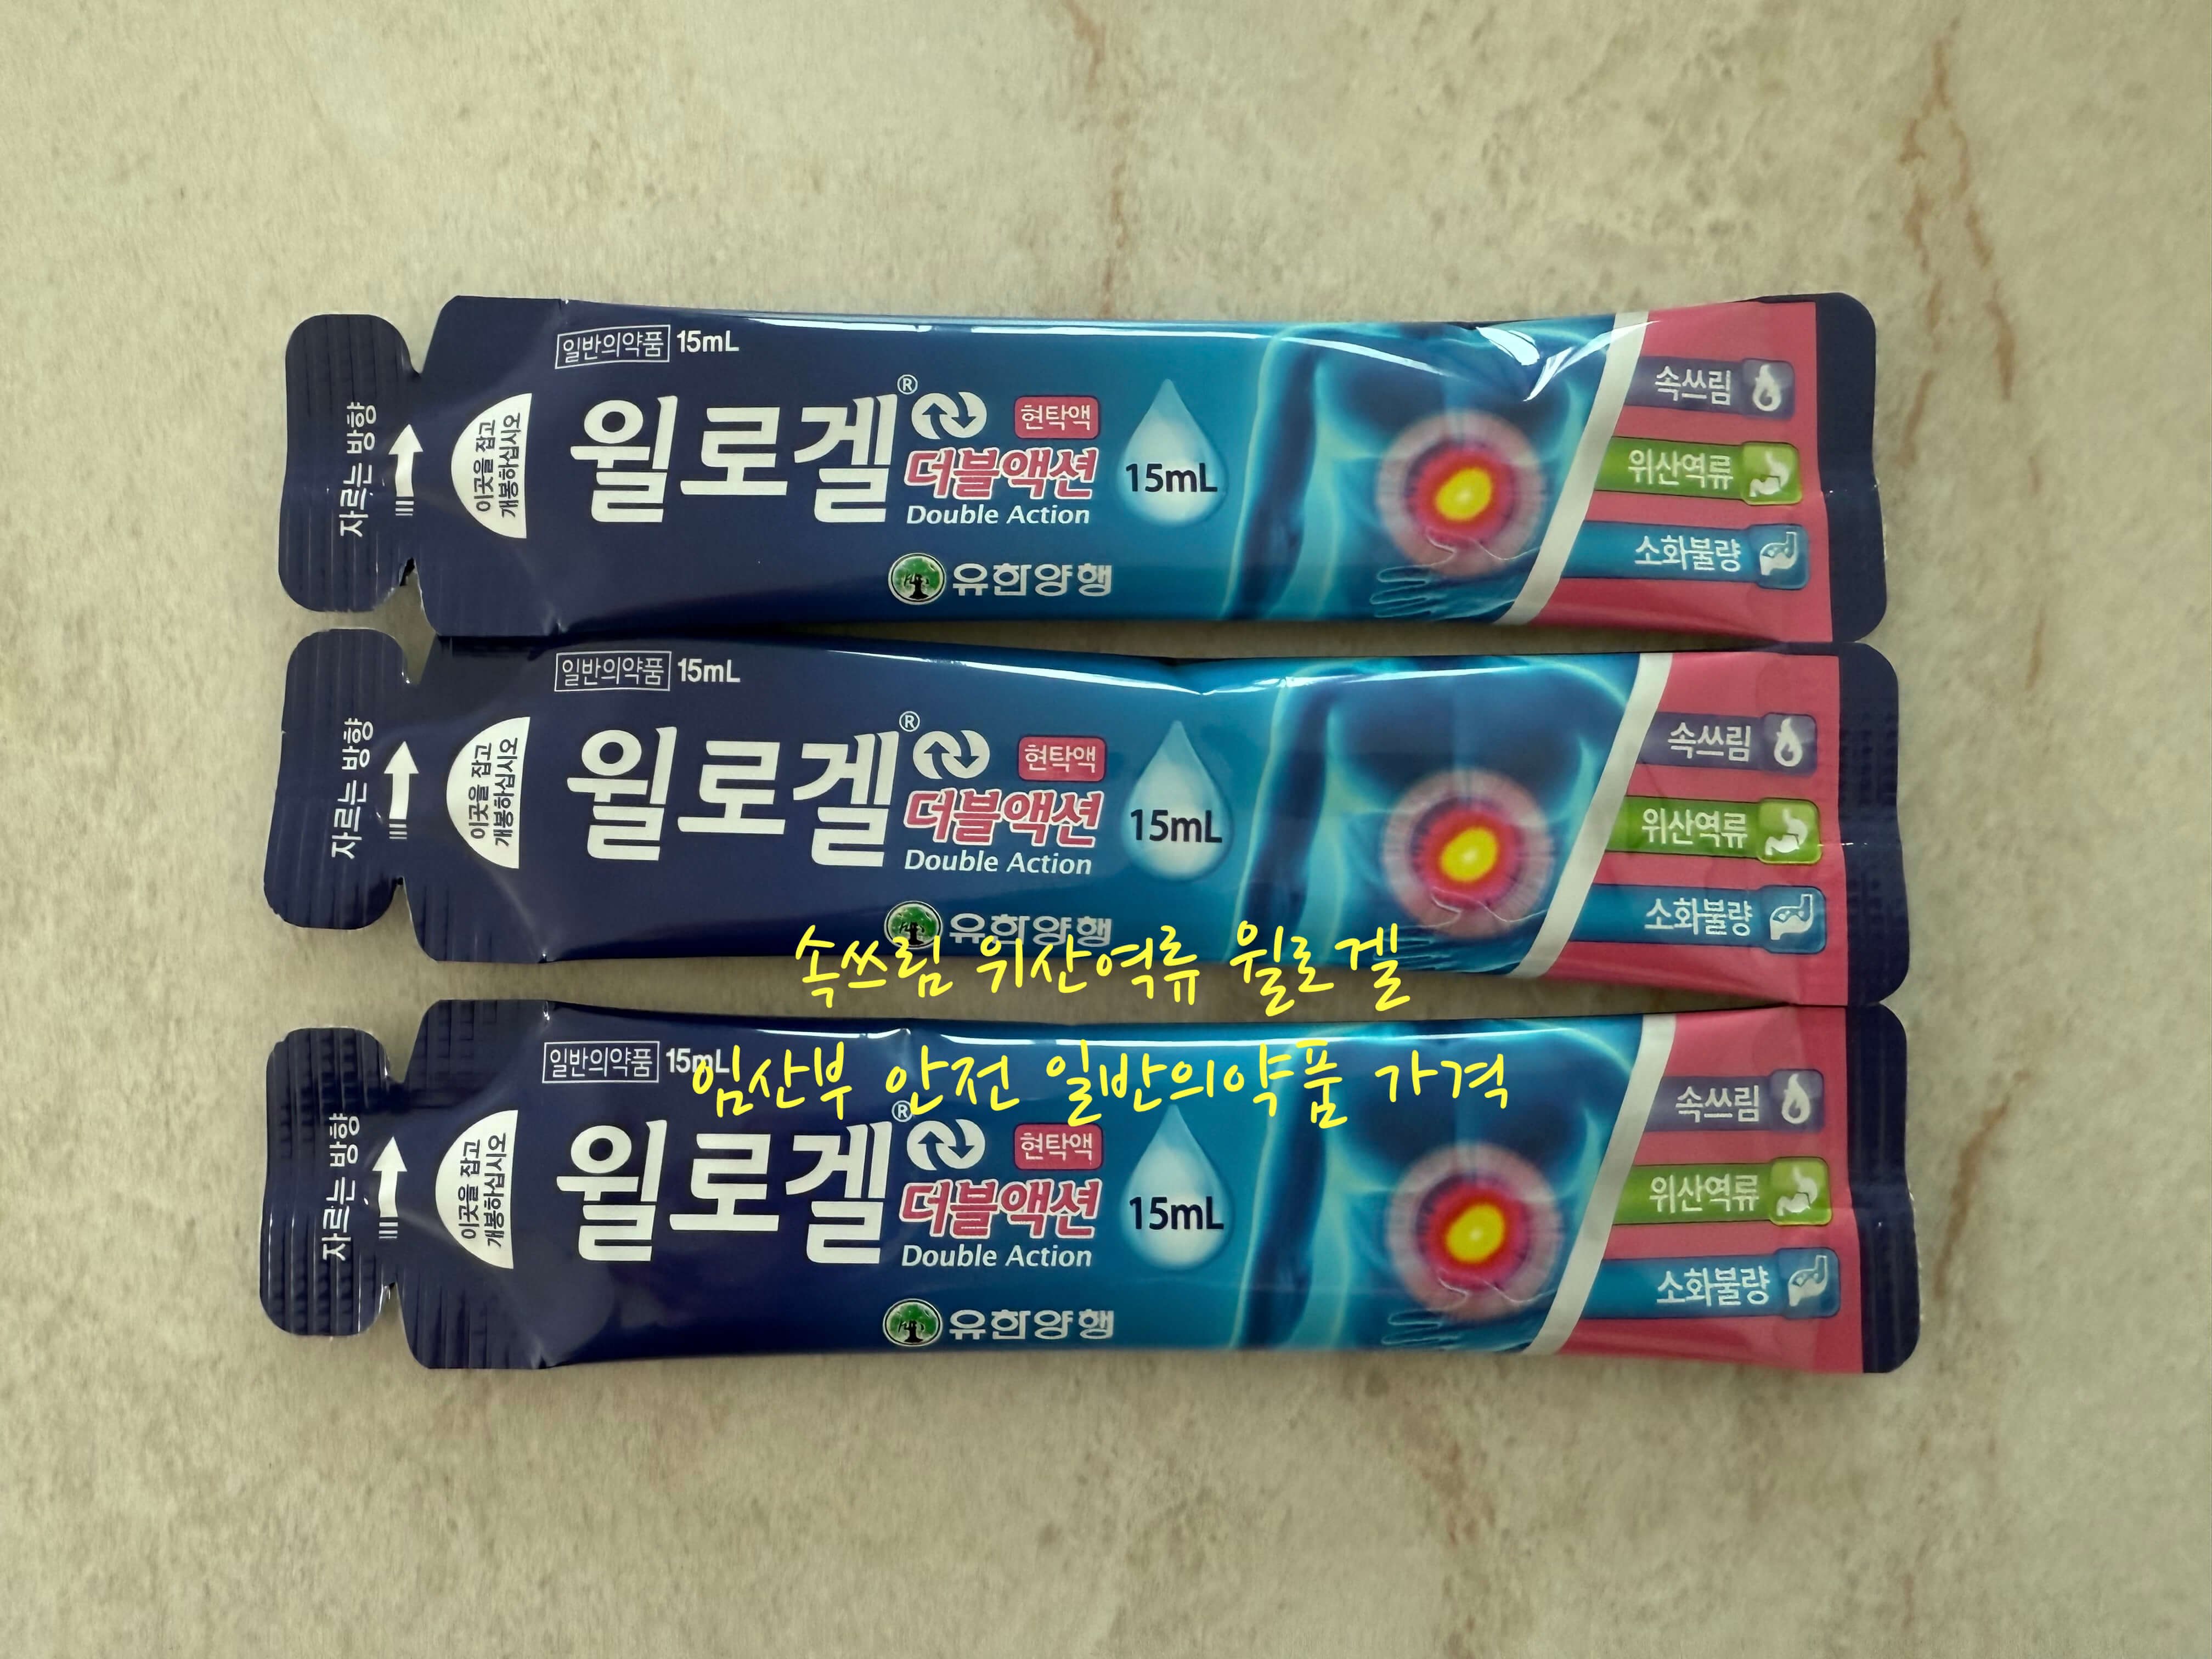 일반의약품 15mL
자르는 방향
이곳을 잡고
개봉하십시오
윌로겔®
현탁액
더블액션
Double Action
15mL
유한양행
속쓰림
위산역류
소화불량
일반의약품 15mL
자르는 방향
이곳을 잡고
개봉하십시오
윌로겔®
현탁액
더블액션
Double Action
15mL
유한양행
속쓰림
위산역류
소화불량
속쓰림 위산역류 윌로겔
임산부 안전 일반의약품 가격
일반의약품 15mL
자르는 방향
이곳을 잡고
개봉하십시오
윌로겔®
현탁액
더블액션
Double Action
15mL
유한양행
속쓰림
위산역류
소화불량